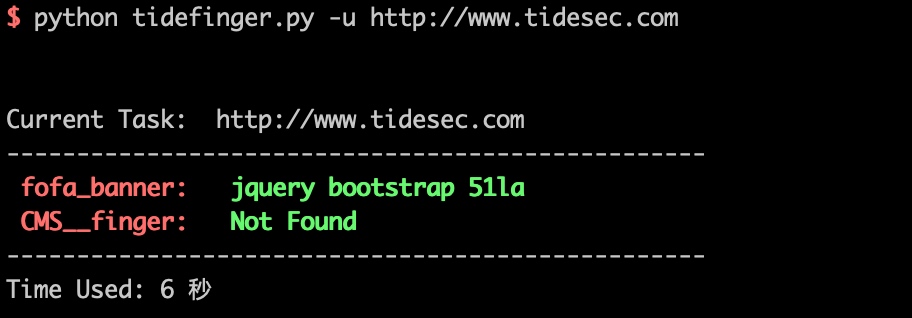 $ python tidefinger.py -u http://www.tidesec.com
Current Task:  http://www.tidesec.com
--------------------------------------------------
fofa_banner:   jquery bootstrap 51la
CMS__finger:   Not Found
--------------------------------------------------
Time Used: 6 秒